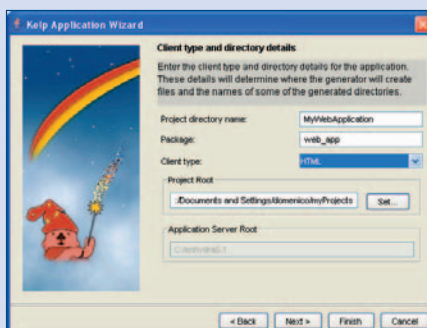 Kelp Application Wizard
Client type and directory details
Enter the client type and directory details for the application.
These details will determine where the generator will create
files and the names of some of the generated directories.
Project directory name: MyWebApplication
Package: web_app
Client type: HTML
Project Root
:/Documents and Settings/domenico/myProjects Set...
Application Server Root
< Back Next > Finish Cancel